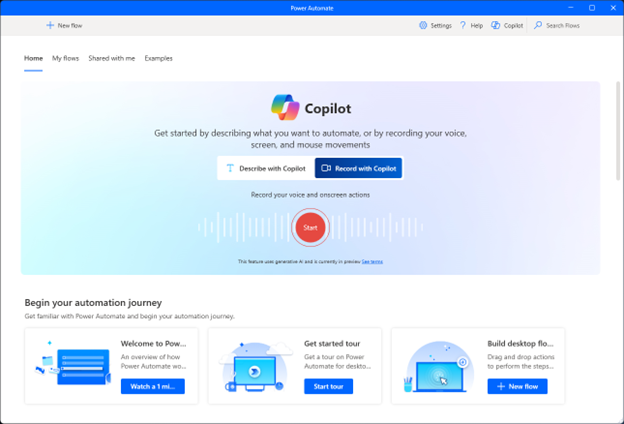 Power Automate
New flow
Settings
Help
Copilot
Search Flows
Home
My flows
Shared with me
Examples
Copilot
Get started by describing what you want to automate, or by recording your voice,
screen, and mouse movements
Describe with Copilot
Record with Copilot
Record your voice and onscreen actions
Start
This feature uses generative AI and is currently in preview See terms
Begin your automation journey
Get familiar with Power Automate and begin your automation journey.
Welcome to Pow...
An overview of how
Power Automate wo...
Watch a 1 mi...
Get started tour
Get a tour on Power
Automate for deskto...
Start tour
Build desktop flo...
Drag and drop actions
to perform the steps...
New flow